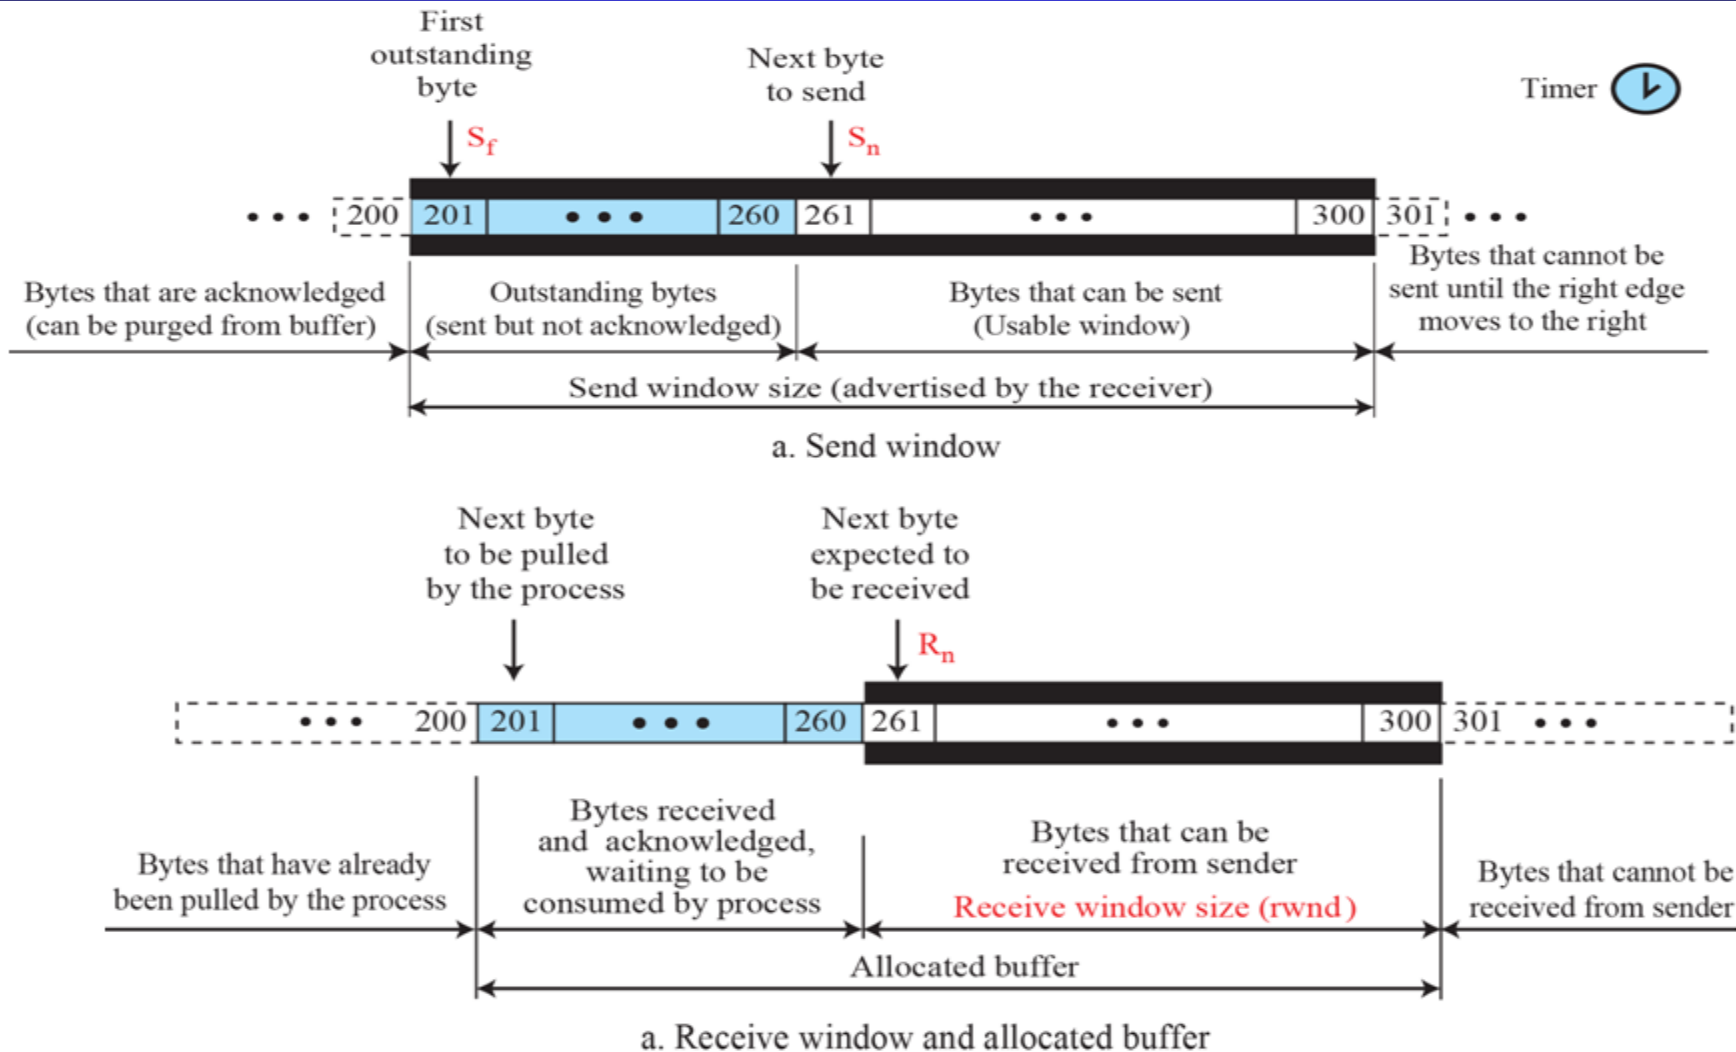 First
outstanding
byte
Next byte
to send
Timer
S_f
S_n
• • • 200 201 • • • 260 261 • • • 300 301 • • •
Bytes that are acknowledged
(can be purged from buffer)
Outstanding bytes
(sent but not acknowledged)
Bytes that can be sent
(Usable window)
Bytes that cannot be
sent until the right edge
moves to the right
Send window size (advertised by the receiver)
a. Send window
Next byte
to be pulled
by the process
Next byte
expected to
be received
R_n
• • • 200 201 • • • 260 261 • • • 300 301 • • •
Bytes that have already
been pulled by the process
Bytes received
and acknowledged,
waiting to be
consumed by process
Bytes that can be
received from sender
Receive window size (rwnd)
Bytes that cannot be
received from sender
Allocated buffer
a. Receive window and allocated buffer